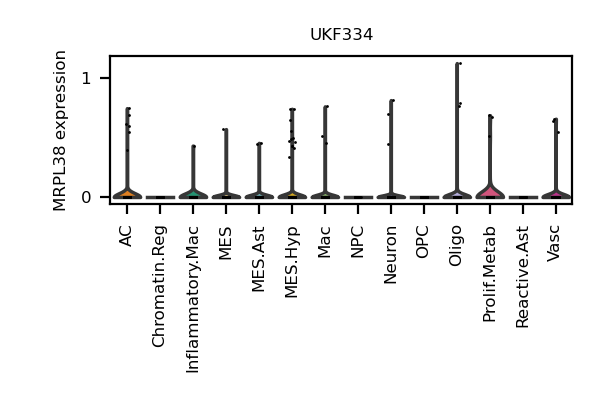 UKF334
MRPL38 expression
1
0
AC
Chromatin.Reg
Inflammatory.Mac
MES
MES.Ast
MES.Hyp
Mac
NPC
Neuron
OPC
Oligo
Prolif.Metab
Reactive.Ast
Vasc